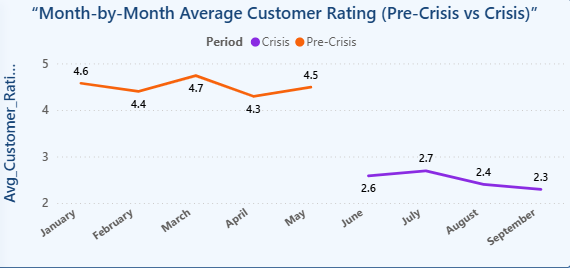 “Month-by-Month Average Customer Rating (Pre-Crisis vs Crisis)”
Period Crisis Pre-Crisis
Avg_Customer_Rati...
5
4
3
2
4.6
4.4
4.7
4.3
4.5
2.6
2.7
2.4
2.3
January
February
March
April
May
June
July
August
September